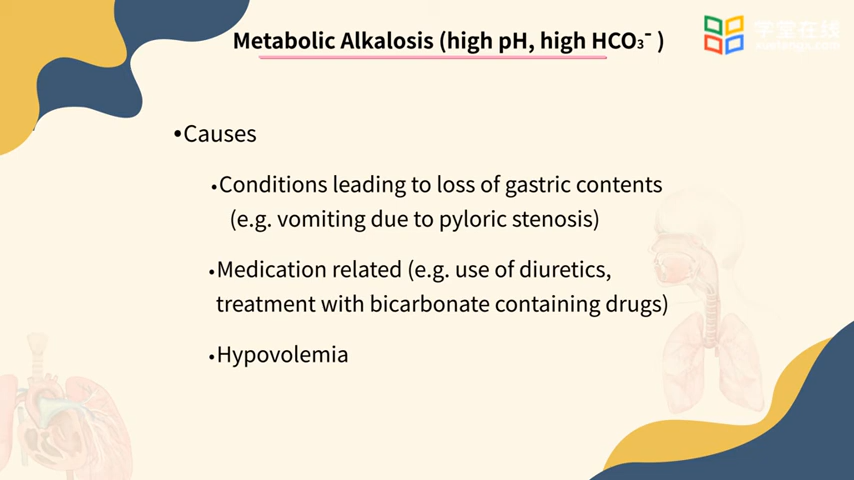 Metabolic Alkalosis (high pH, high HCO₃⁻ )
学堂在线
•Causes
•Conditions leading to loss of gastric contents
(e.g. vomiting due to pyloric stenosis)
•Medication related (e.g. use of diuretics,
treatment with bicarbonate containing drugs)
•Hypovolemia